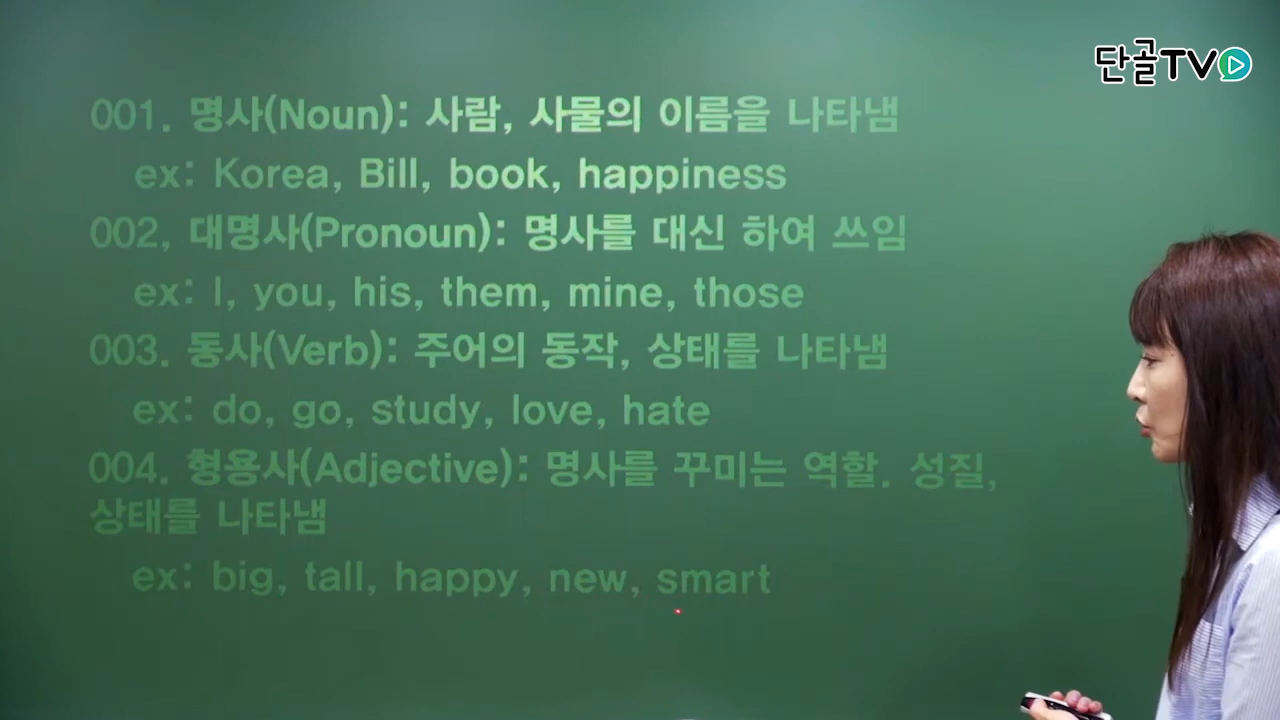 단골TV
001. 명사(Noun): 사람, 사물의 이름을 나타냄
ex: Korea, Bill, book, happiness
002, 대명사(Pronoun): 명사를 대신 하여 쓰임
ex: I, you, his, them, mine, those
003. 동사(Verb): 주어의 동작, 상태를 나타냄
ex: do, go, study, love, hate
004. 형용사(Adjective): 명사를 꾸미는 역할. 성질,
상태를 나타냄
ex: big, tall, happy, new, smart